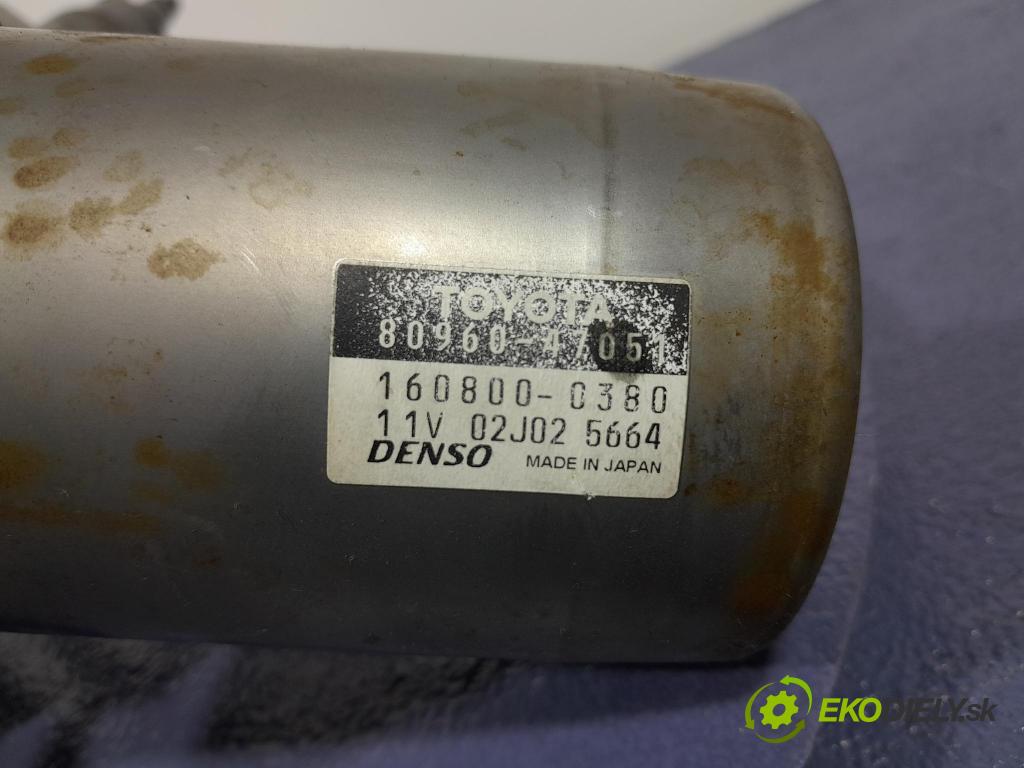 TOYOTA
80960-47051
160800-0380
11V 02J02 5664
DENSO MADE IN JAPAN
EKODIELY.sk